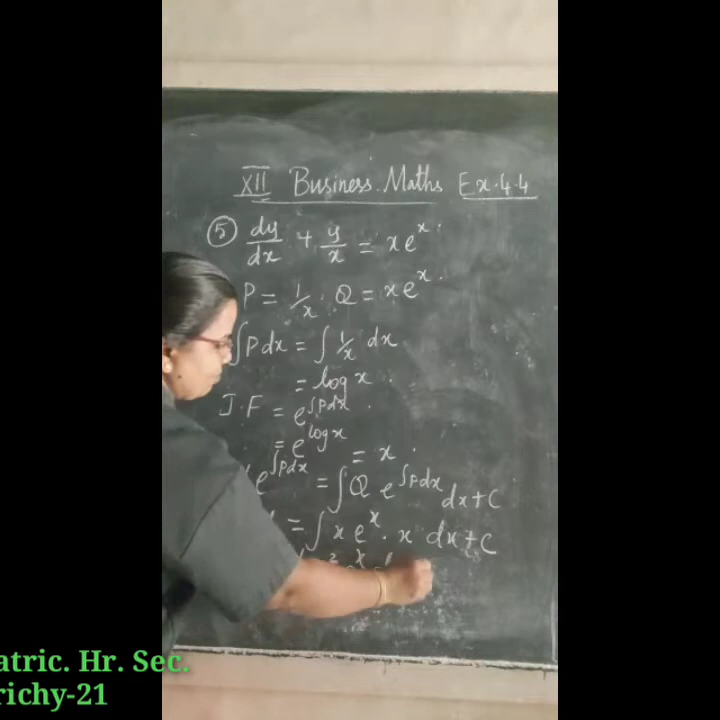 XII Business Maths Ex.4.4
⑤ dy/dx + y/x = xe^x.
P = 1/x. Q = xe^x.
∫Pdx = ∫1/x dx
= log x.
I.F = e^∫Pdx.
= e^log x = x.
e^∫Pdx = ∫Q e^∫Pdx dx+c
= ∫x e^x. x dx+c
atric. Hr. Sec.
richy-21